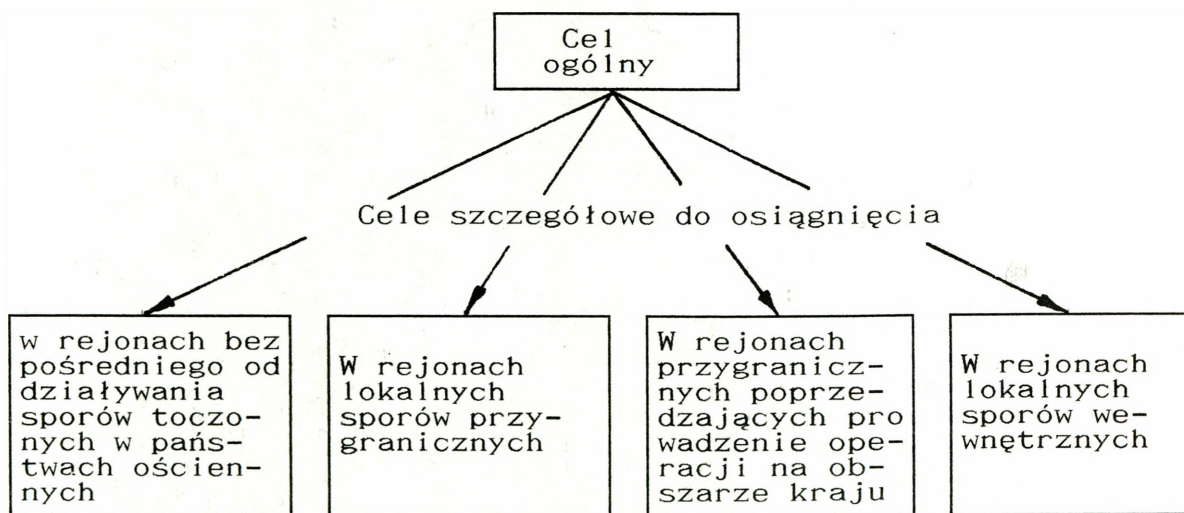 Cel
ogólny
Cele szczegółowe do osiągnięcia
w rejonach bez
pośredniego od
działywania
sporów toczo-
nych w pańs-
twach ościen-
nych
W rejonach
lokalnych
sporów przy-
granicznych
W rejonach
przygranicz-
nych poprze-
dzających pro
wadzenie ope-
racji na ob-
szarze kraju
W rejonach
lokalnych
sporów we-
wnętrznych